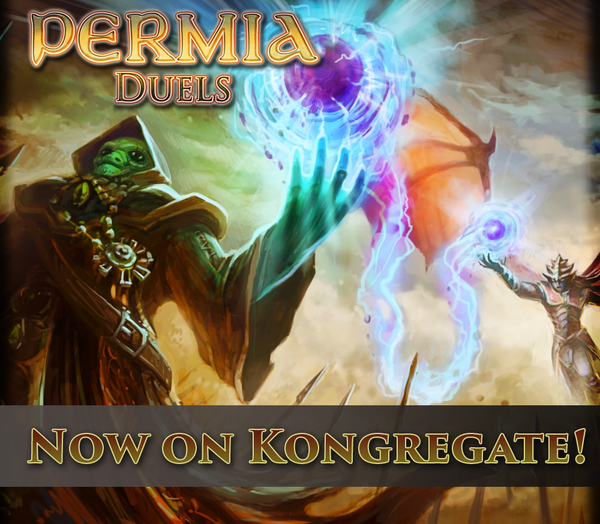 PERMIA
DUELS
NOW ON KONGREGATE!